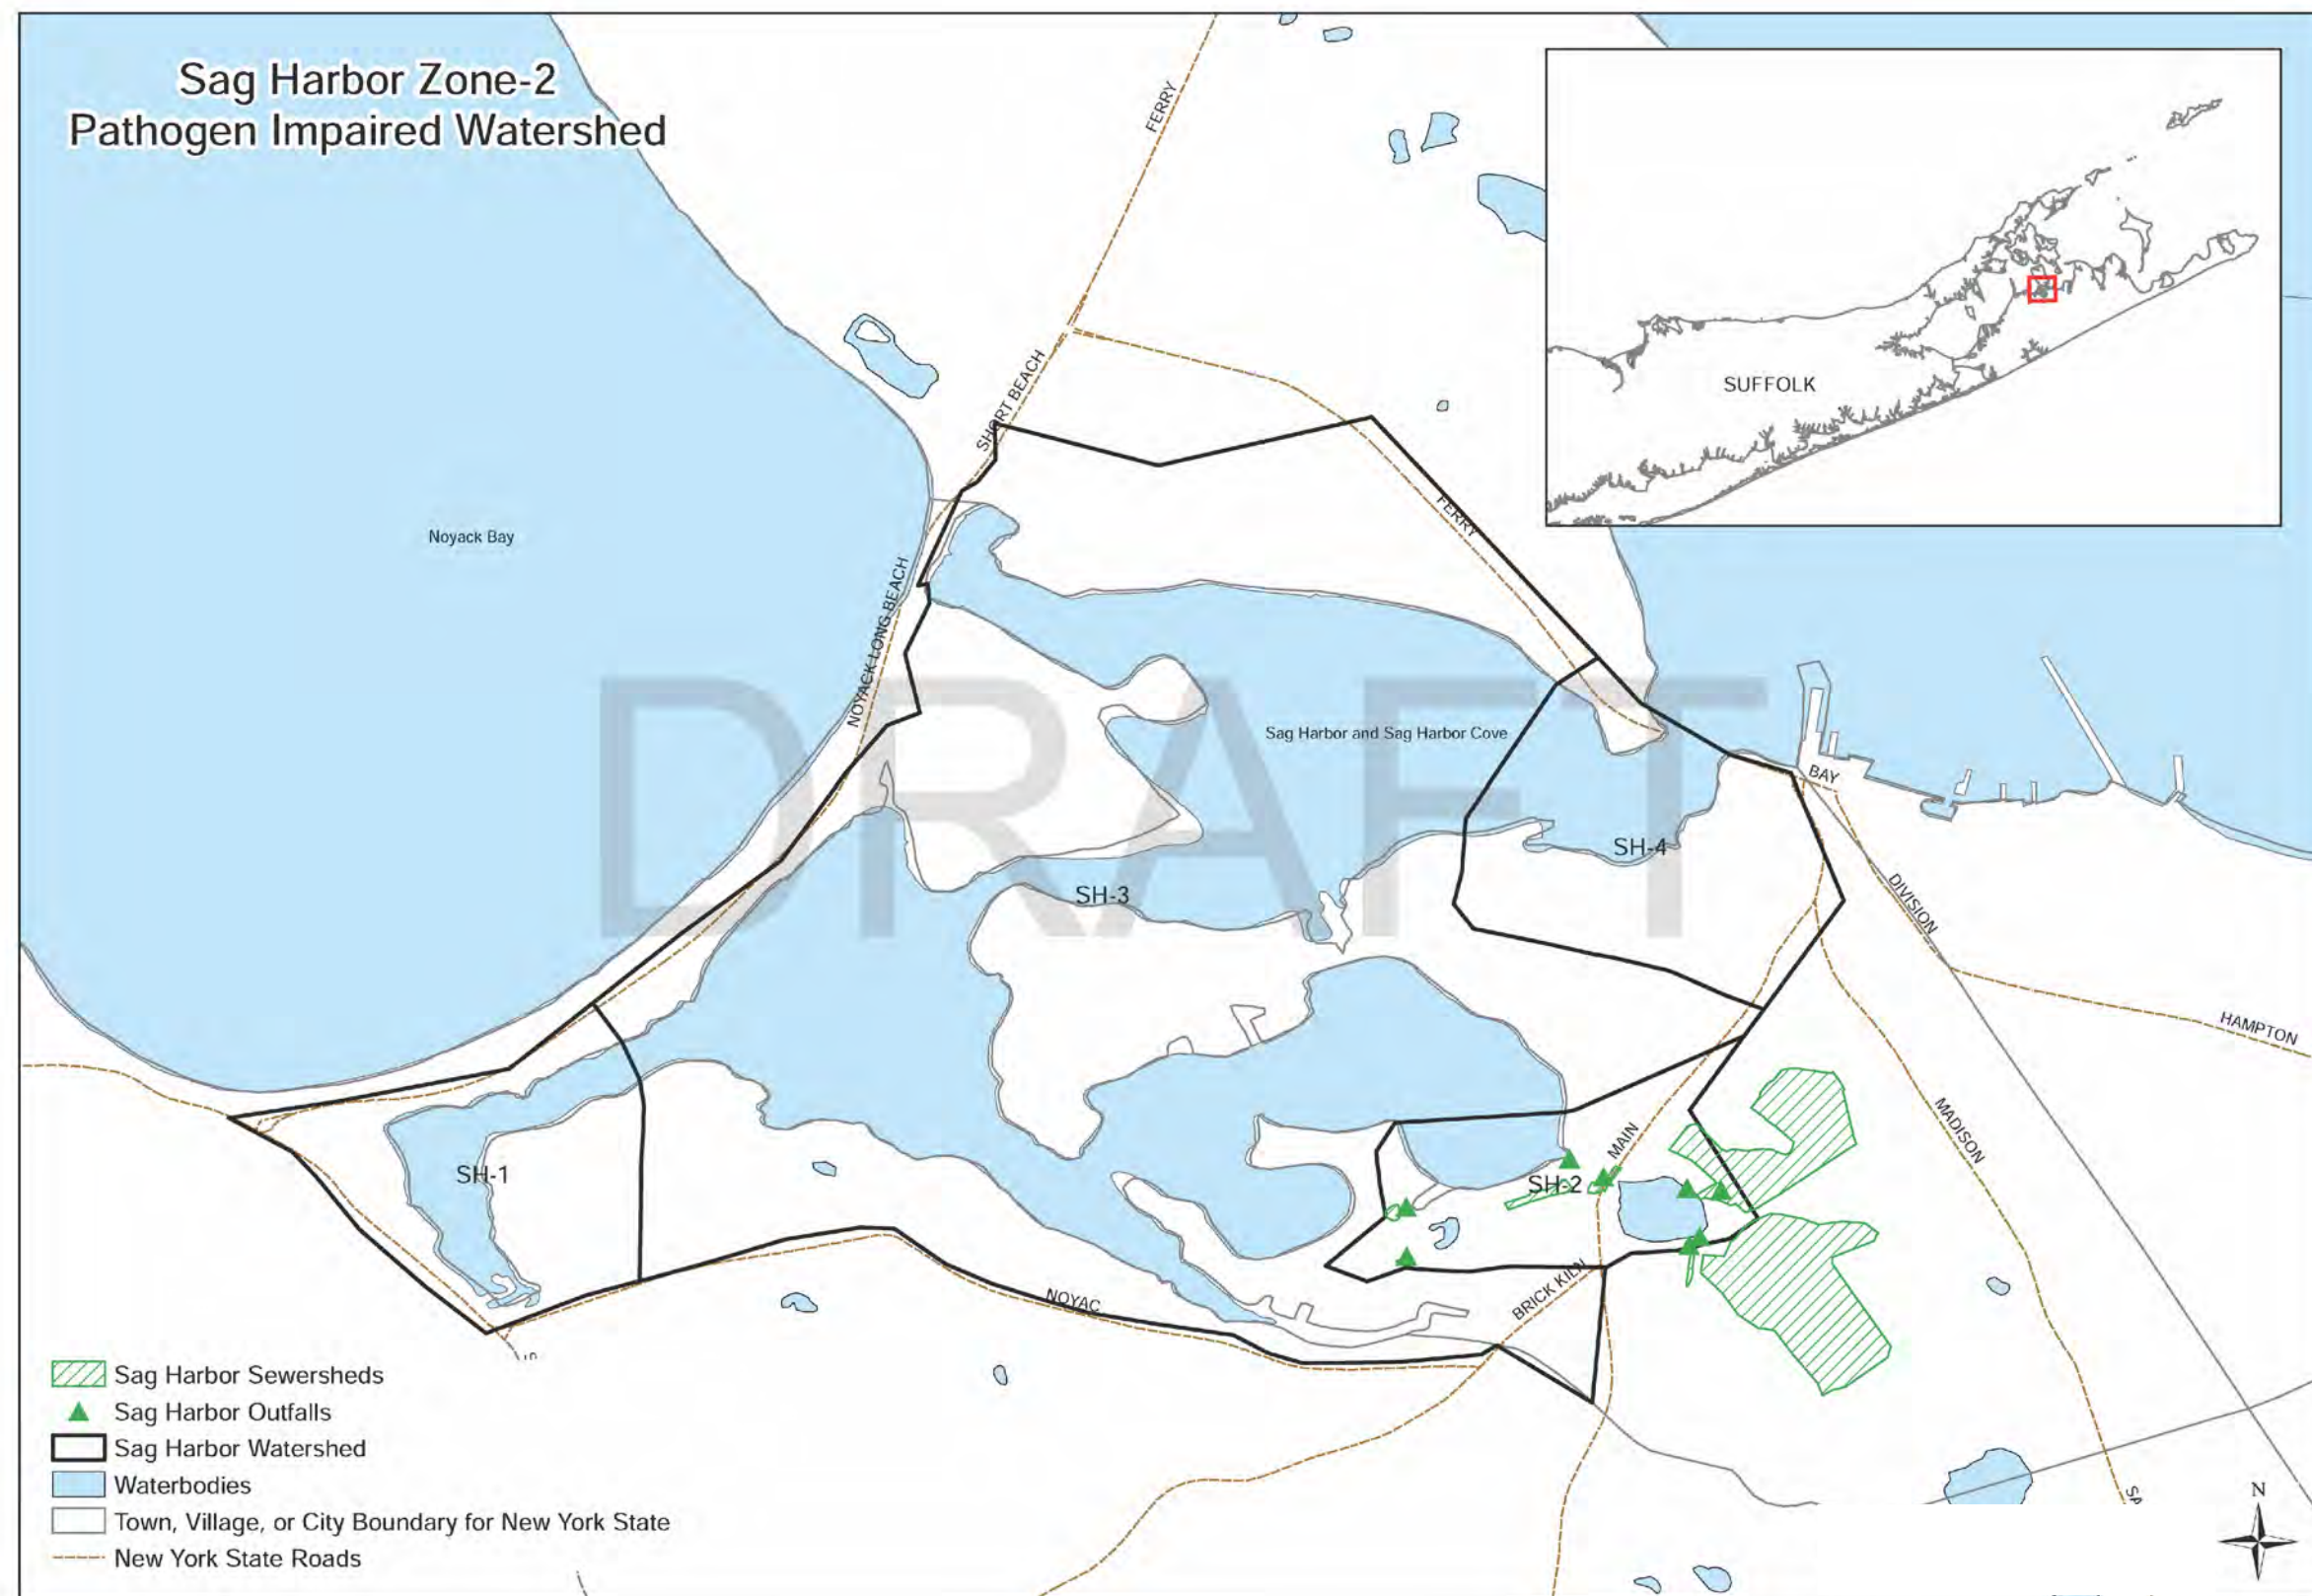 Sag Harbor Zone-2
Pathogen Impaired Watershed
FERRY
SHORT BEACH
SUFFOLK
FERRY
Noyack Bay
NOYACK LONG BEACH
DRAFT
Sag Harbor and Sag Harbor Cove
BAY
SH-4
SH-3
DIVISION
HAMPTON
MADISON
MAIN
SH-1
SH-2
BRICK KILN
NOYAC
Sag Harbor Sewersheds
Sag Harbor Outfalls
Sag Harbor Watershed
Waterbodies
Town, Village, or City Boundary for New York State
New York State Roads
SA
N